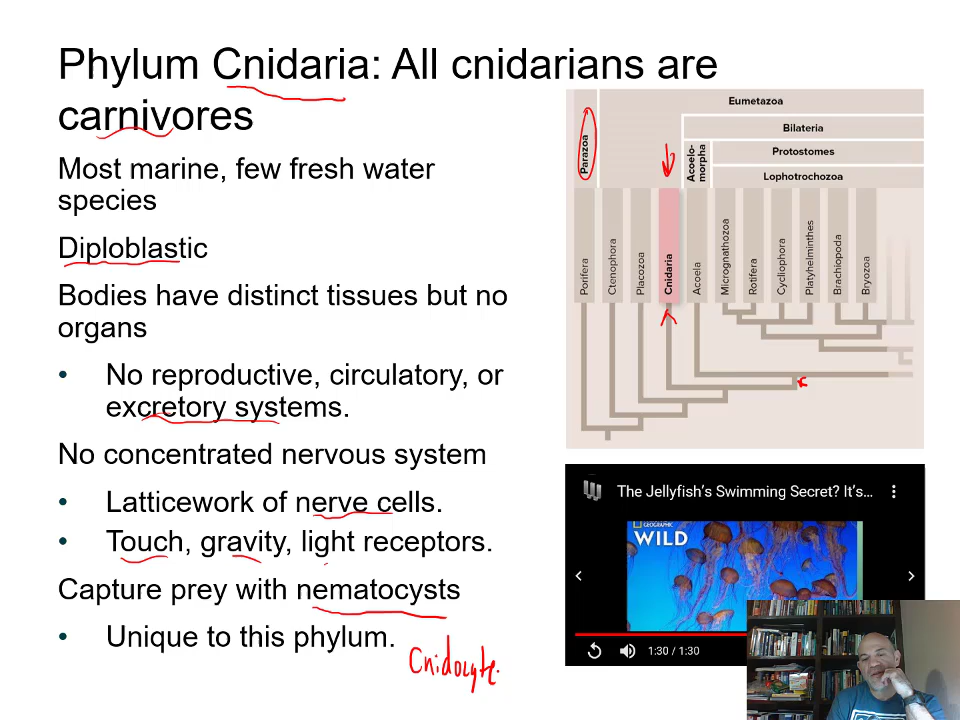 Phylum Cnidaria: All cnidarians are
carnivores
Most marine, few fresh water
species
Diploblastic
Bodies have distinct tissues but no
organs
• No reproductive, circulatory, or
excretory systems.
No concentrated nervous system
• Latticework of nerve cells.
• Touch, gravity, light receptors.
Capture prey with nematocysts
• Unique to this phylum.
Cnidocyte.
Eumetazoa
Bilateria
Parazoa
Acoelo-
morpha
Protostomes
Lophotrochozoa
Porifera
Ctenophora
Placozoa
Cnidaria
Acoela
Micrognathozoa
Rotifera
Cycliophora
Platyhelminthes
Brachiopoda
Bryozoa
The Jellyfish's Swimming Secret? It's...
GEOGRAPHIC
WILD
1:30 / 1:30